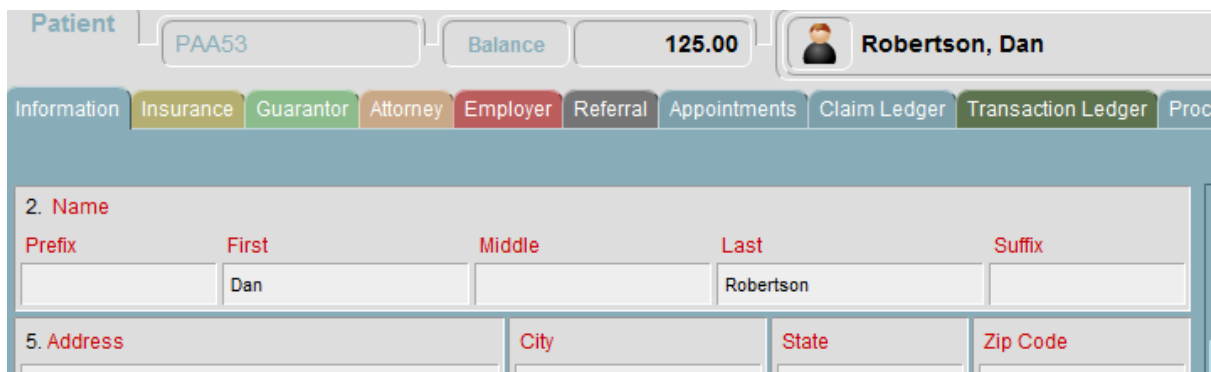 Patient PAA53 Balance 125.00 Robertson, Dan
Information Insurance Guarantor Attorney Employer Referral Appointments Claim Ledger Transaction Ledger Proc
2. Name
Prefix First Middle Last Suffix
Dan Robertson
5. Address City State Zip Code